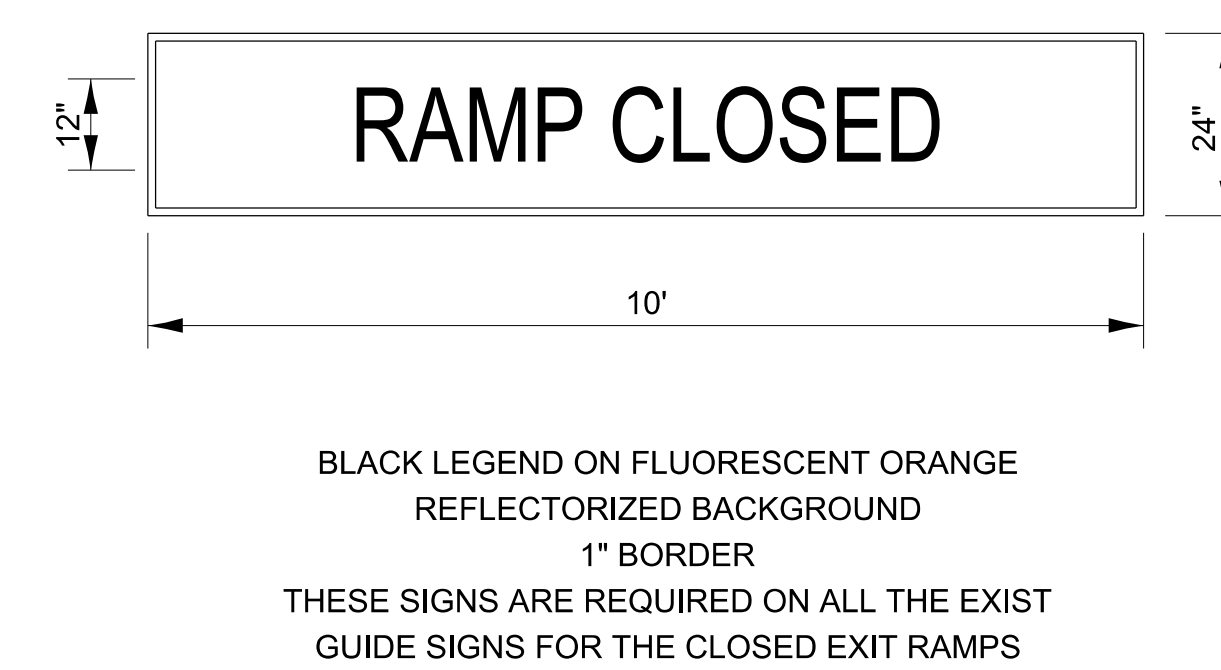 RAMP CLOSED
12"
24"
10'
BLACK LEGEND ON FLUORESCENT ORANGE
REFLECTORIZED BACKGROUND
1" BORDER
THESE SIGNS ARE REQUIRED ON ALL THE EXIST
GUIDE SIGNS FOR THE CLOSED EXIT RAMPS